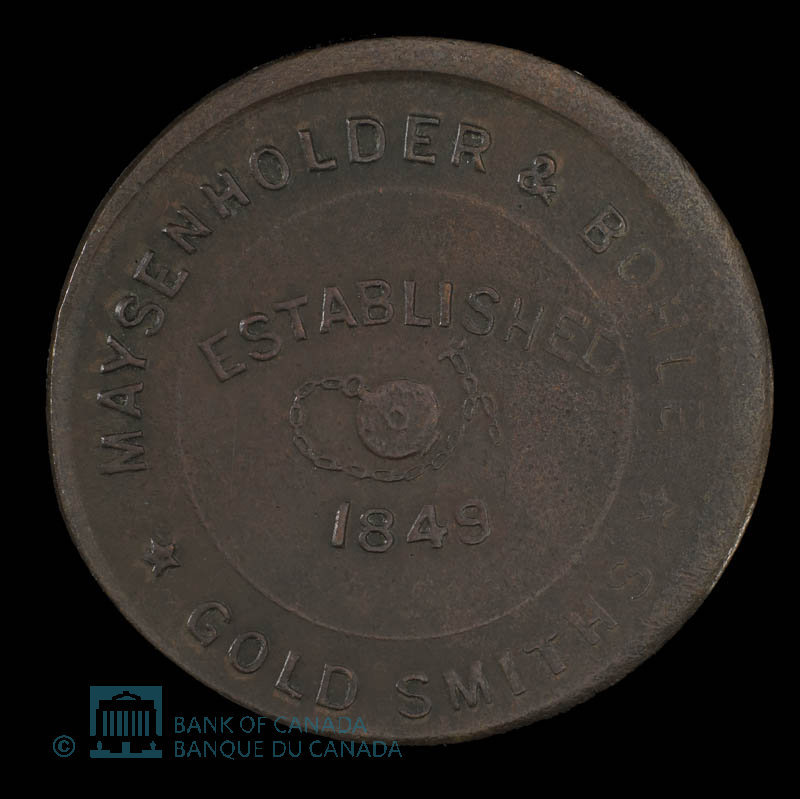 MAYSENHOLDER & BOHLE
ESTABLISHED
1849
GOLD SMITHS
© BANK OF CANADA
BANQUE DU CANADA